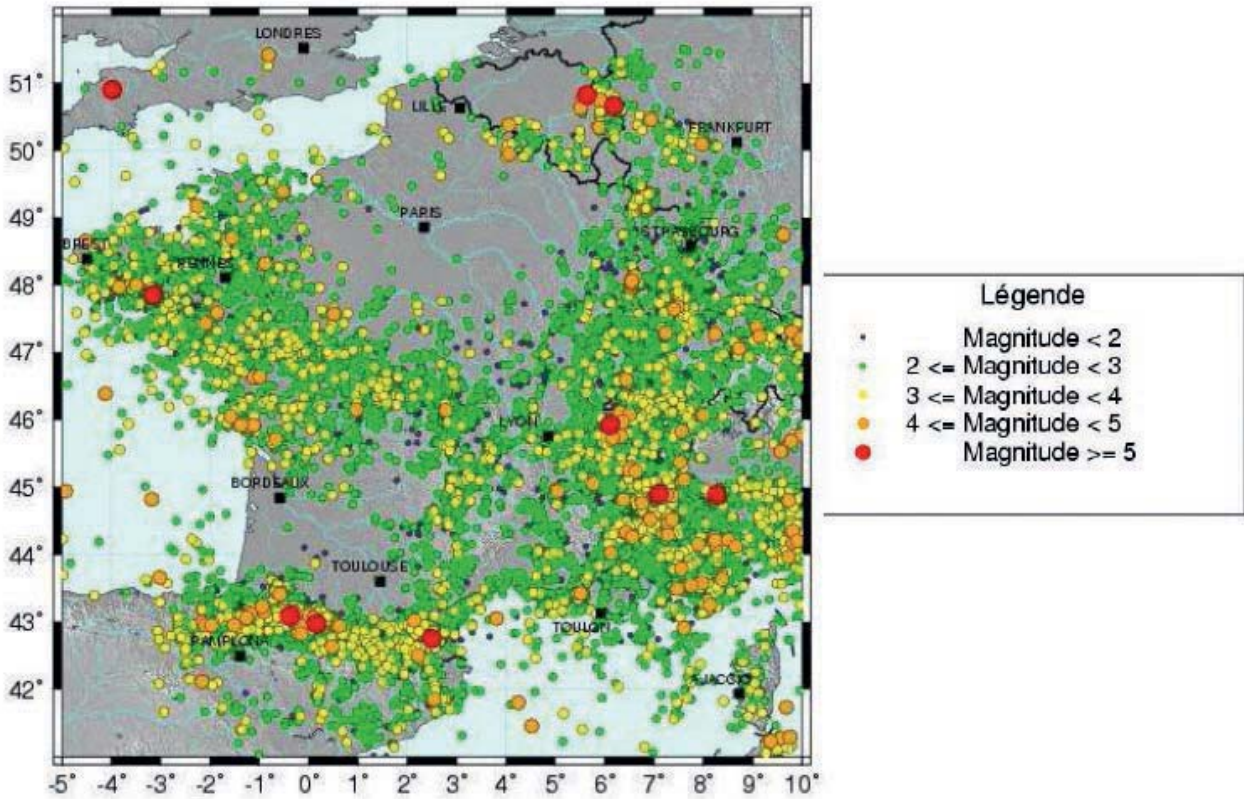 LONDRES
51°
LILLE
FRANKFURT
50°
49°
PARIS
STRASBOURG
BREST
48°
RENNES
Légende
Magnitude < 2
47°
2 <= Magnitude < 3
3 <= Magnitude < 4
46°
LYON
4 <= Magnitude < 5
Magnitude >= 5
45°
BORDEAUX
44°
TOULOUSE
43°
TOULON
PAMPLONA
42°
AJACCIO
-5° -4° -3° -2° -1° 0° 1° 2° 3° 4° 5° 6° 7° 8° 9° 10°